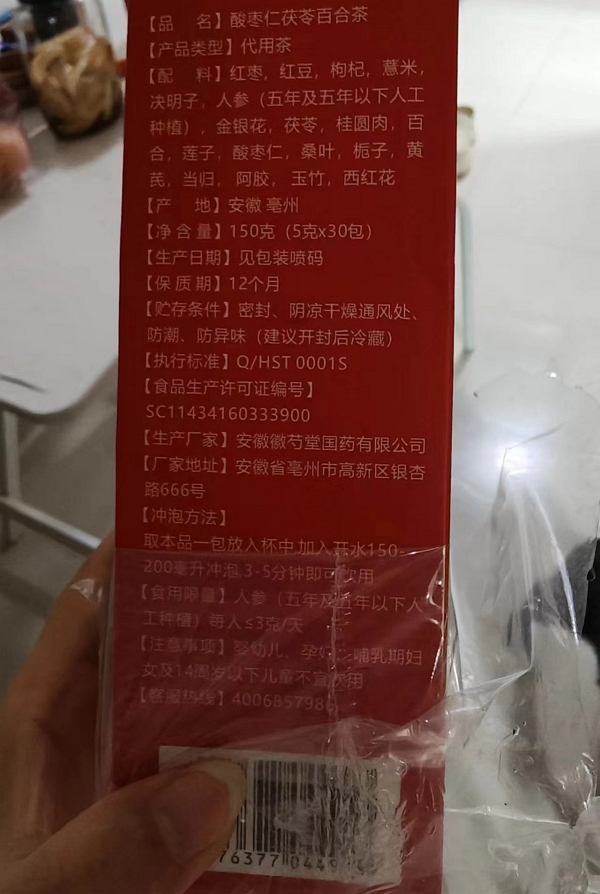 【品　名】酸枣仁茯苓百合茶
【产品类型】代用茶
【配　料】红枣，红豆，枸杞，薏米，
决明子，人参（五年及五年以下人工
种植），金银花，茯苓，桂圆肉，百
合，莲子，酸枣仁，桑叶，栀子，黄
芪，当归，阿胶，玉竹，西红花
【产　地】安徽 亳州
【净 含 量】150克（5克x30包）
【生产日期】见包装喷码
【保 质 期】12个月
【贮存条件】密封、阴凉干燥通风处、
防潮、防异味（建议开封后冷藏）
【执行标准】Q/HST 0001S
【食品生产许可证编号】
SC11434160333900
【生产厂家】安徽徽芍堂国药有限公司
【厂家地址】安徽省亳州市高新区银杏
路666号
【冲泡方法】
取本品一包放入杯中,加入开水150-
200毫升冲泡,3-5分钟即可饮用
【食用限量】人参（五年及五年以下人
工种植）每人≤3克/天
【注意事项】婴幼儿、孕妇、哺乳期妇
女及14周岁以下儿童不宜饮用
【客服热线】400685798
76377 044